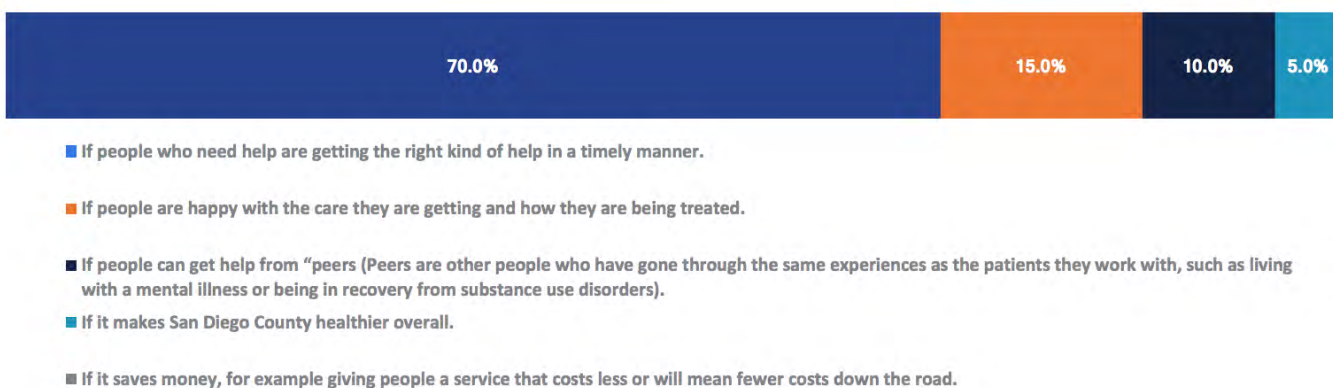 70.0% 15.0% 10.0% 5.0%
If people who need help are getting the right kind of help in a timely manner.
If people are happy with the care they are getting and how they are being treated.
If people can get help from “peers (Peers are other people who have gone through the same experiences as the patients they work with, such as living
with a mental illness or being in recovery from substance use disorders).
If it makes San Diego County healthier overall.
If it saves money, for example giving people a service that costs less or will mean fewer costs down the road.